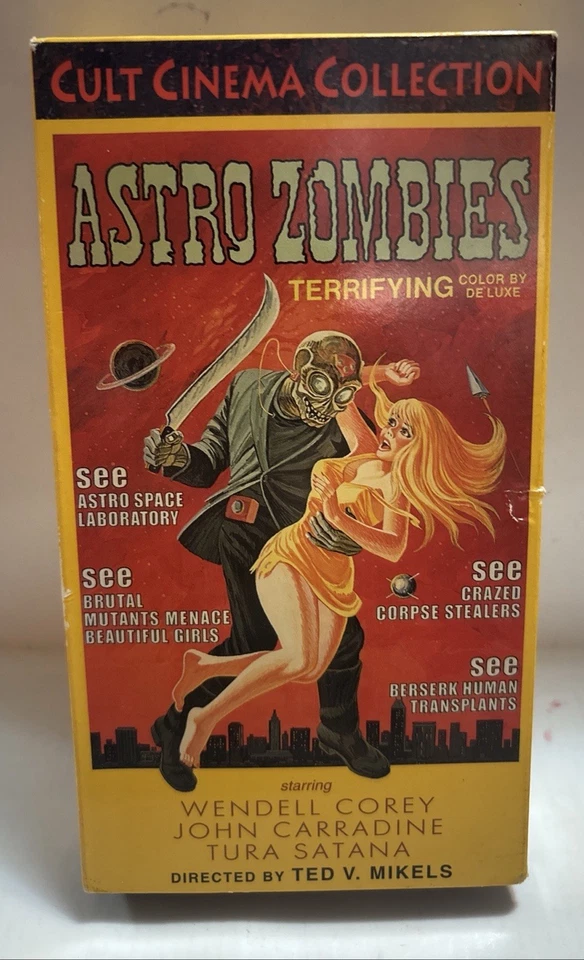 CULT CINEMA COLLECTION
ASTRO ZOMBIES
TERRIFYING COLOR BY
DE LUXE
see
ASTRO SPACE
LABORATORY
see
BRUTAL
MUTANTS MENACE
BEAUTIFUL GIRLS
see
CRAZED
CORPSE STEALERS
see
BERSERK HUMAN
TRANSPLANTS
starring
WENDELL COREY
JOHN CARRADINE
TURA SATANA
DIRECTED BY TED V. MIKELS